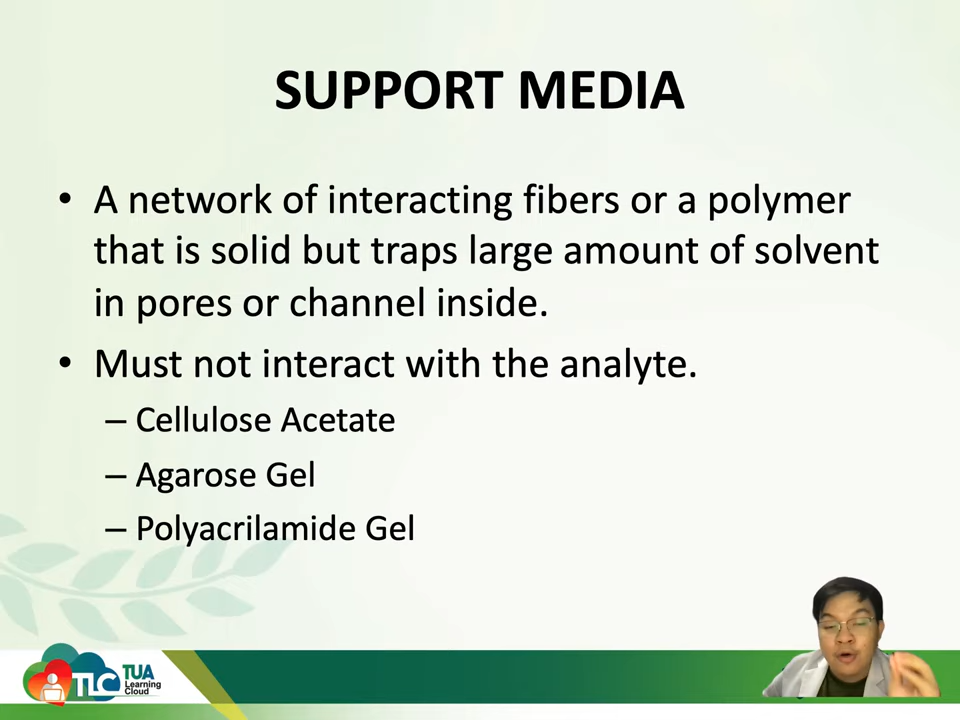 SUPPORT MEDIA
• A network of interacting fibers or a polymer
that is solid but traps large amount of solvent
in pores or channel inside.
• Must not interact with the analyte.
– Cellulose Acetate
– Agarose Gel
– Polyacrilamide Gel
TLC
TUA
Learning
Cloud